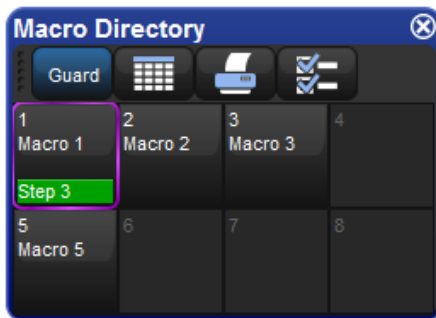 Macro Directory
Guard
1 2 3 4
Macro 1 Macro 2 Macro 3
Step 3
5 6 7 8
Macro 5